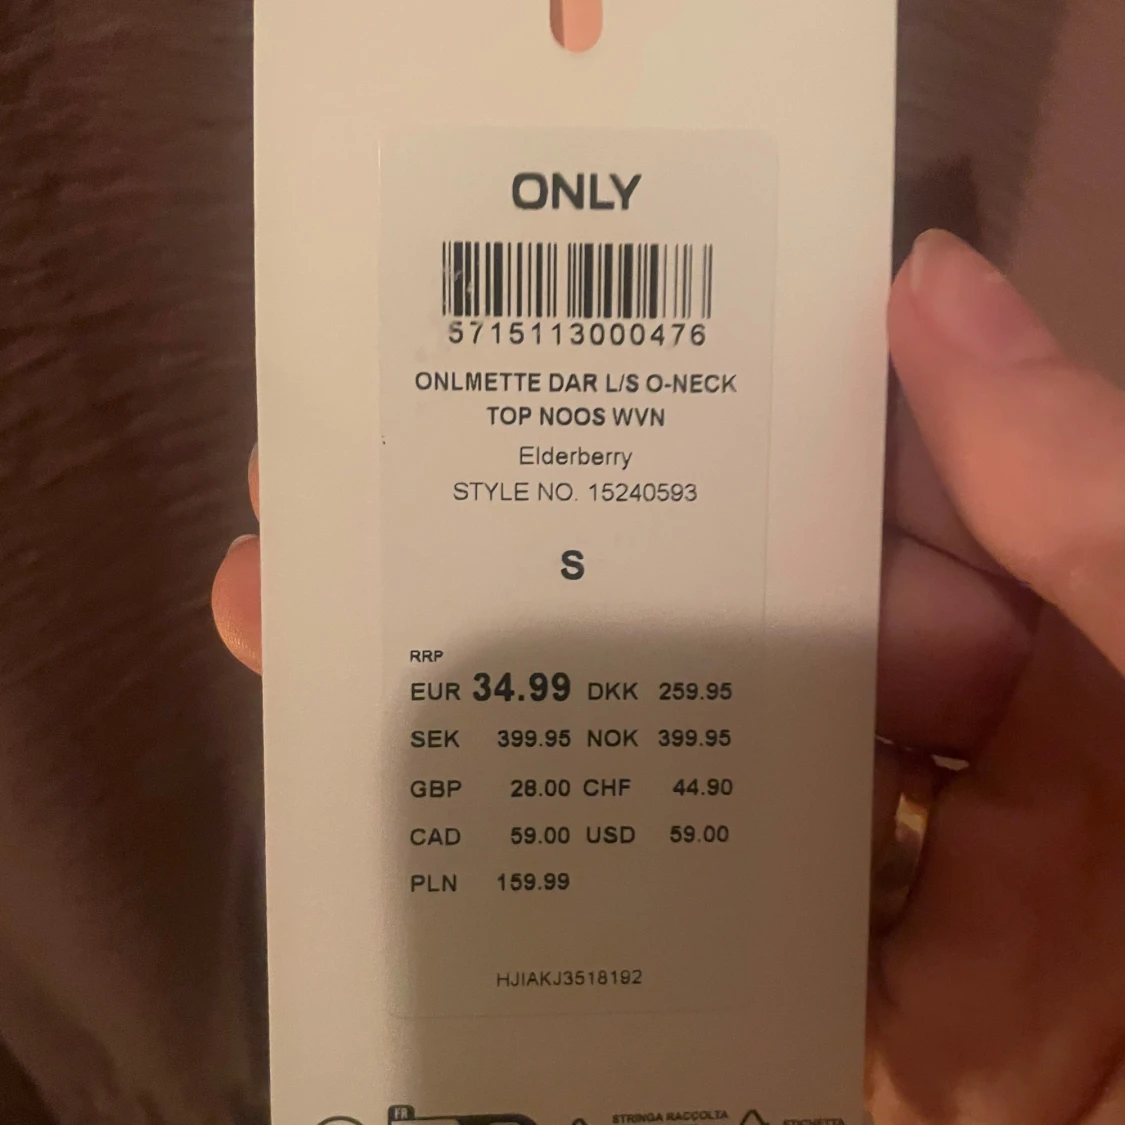 ONLY
5715113000476
ONLMETTE DAR L/S O-NECK
TOP NOOS WVN
Elderberry
STYLE NO. 15240593
S
RRP
EUR 34.99 DKK 259.95
SEK 399.95 NOK 399.95
GBP 28.00 CHF 44.90
CAD 59.00 USD 59.00
PLN 159.99
HJIAKJ3518192
FR
STRINGA RACCOLTA
ETICHETTA